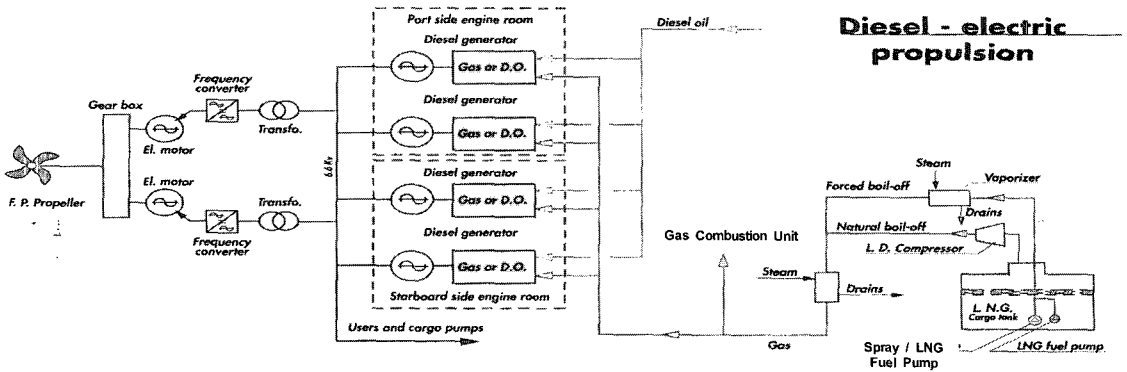 Diesel - electric
propulsion
Port side engine room
Diesel oil
Diesel generator
Gas or D.O.
Frequency
converter
Gear box
Transfo.
El. motor
Diesel generator
Gas or D.O.
6.6 Kv
F. P. Propeller
El. motor
Transfo.
Frequency
converter
Diesel generator
Gas or D.O.
Diesel generator
Gas or D.O.
Starboard side engine room
Users and cargo pumps
Gas Combustion Unit
Steam
Vaporizer
Forced boil-off
Drains
Natural boil-off
L. D. Compressor
Steam
Drains
L. N.G.
Cargo tank
Gas
Spray / LNG
Fuel Pump
LNG fuel pump